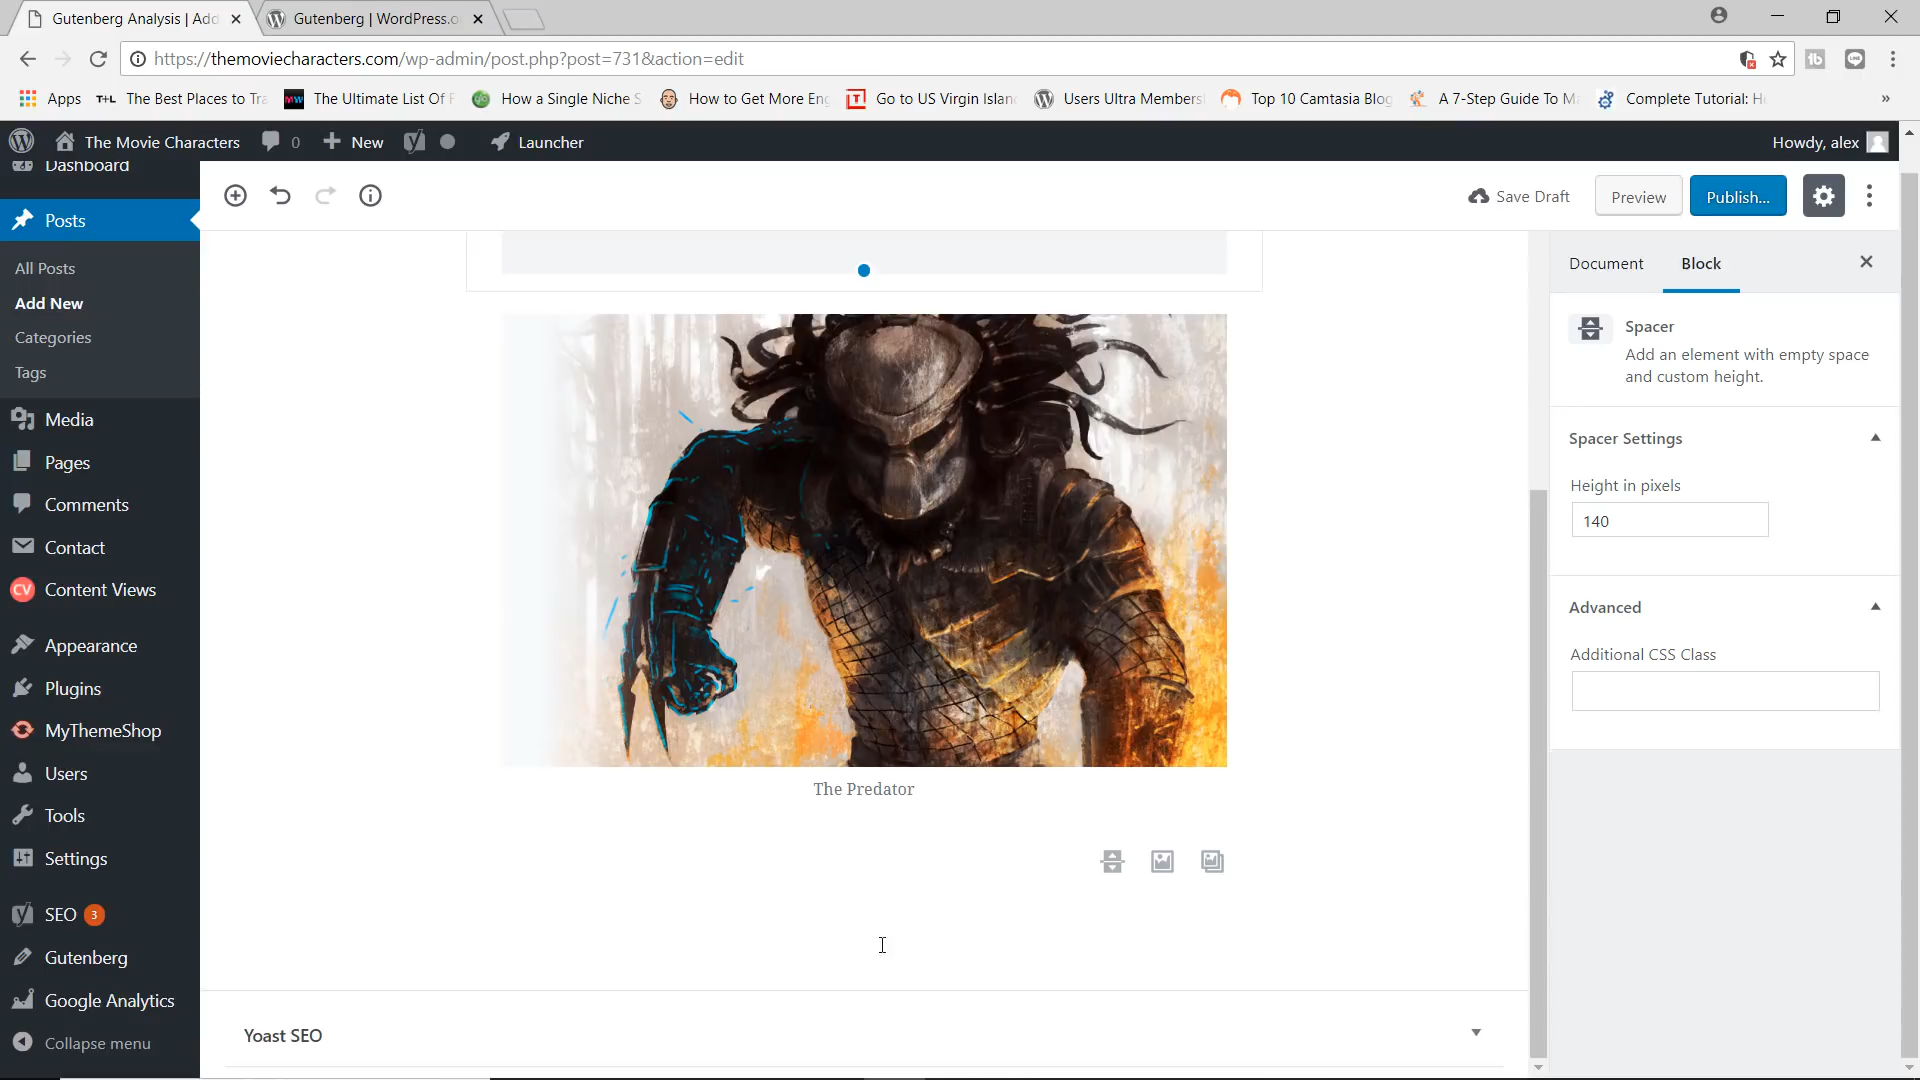 Gutenberg Analysis | Add
Gutenberg | WordPress.o
https://themoviecharacters.com/wp-admin/post.php?post=731&action=edit
Apps
T+L The Best Places to Tra
MW The Ultimate List Of F
How a Single Niche S
How to Get More Eng
Go to US Virgin Islan
Users Ultra Members
Top 10 Camtasia Blog
A 7-Step Guide To Ma
Complete Tutorial: H
»
The Movie Characters
0
New
Launcher
Howdy, alex
Dashboard
Posts
All Posts
Add New
Categories
Tags
Media
Pages
Comments
Contact
CV Content Views
Appearance
Plugins
MyThemeShop
Users
Tools
Settings
SEO 3
Gutenberg
Google Analytics
Collapse menu
Save Draft
Preview
Publish...
The Predator
Yoast SEO
Document
Block
Spacer
Add an element with empty space
and custom height.
Spacer Settings
Height in pixels
140
Advanced
Additional CSS Class